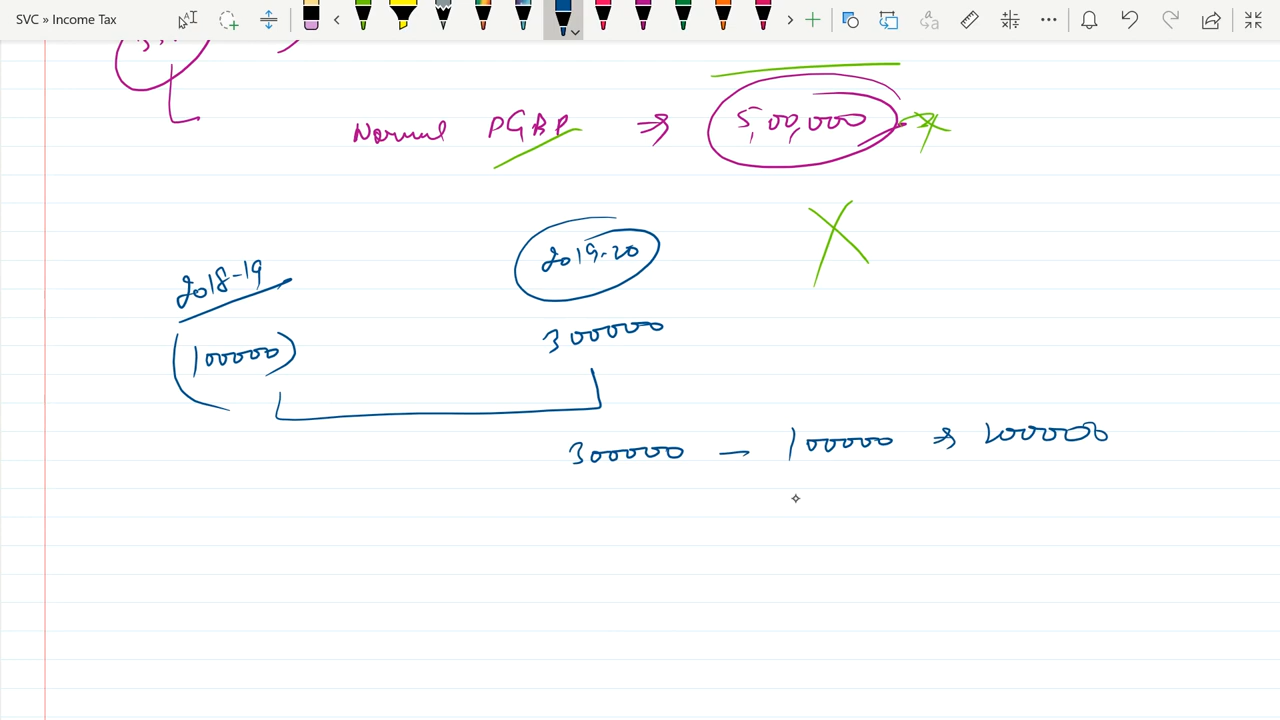 SVC » Income Tax
Normal PGBP ⇒ 5,00,000
2018-19 2019-20
(100000) 300000
300000 - 100000 ⇒ 200000